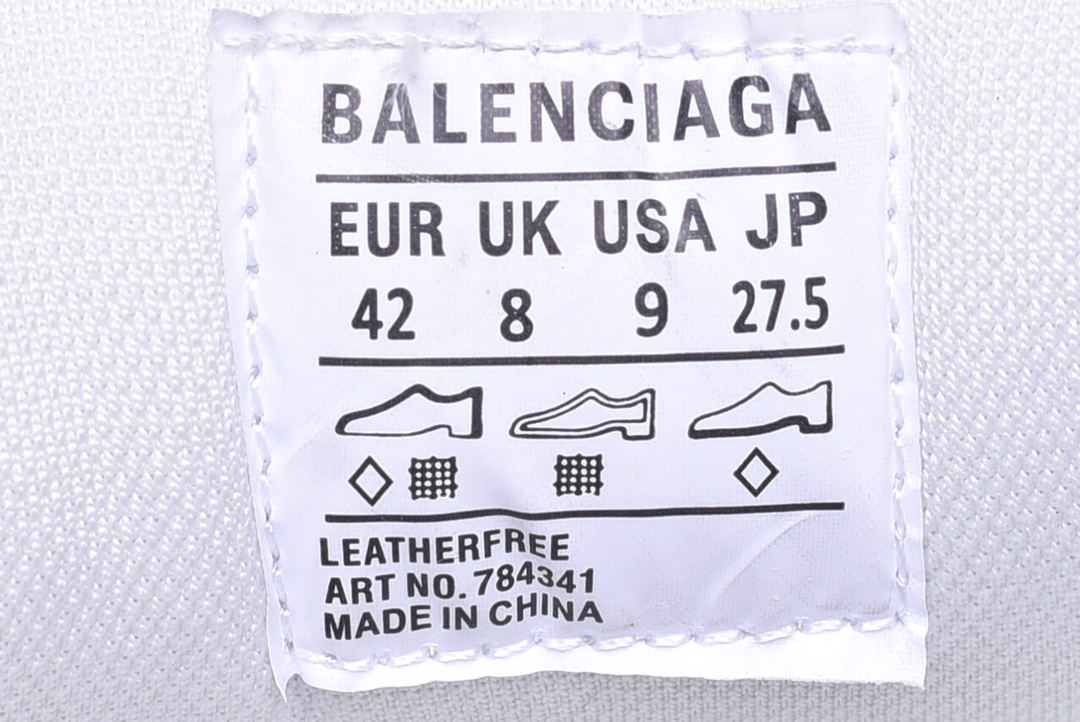 BALENCIAGA
EUR UK USA JP
42 8 9 27.5
LEATHERFREE
ART NO. 784341
MADE IN CHINA